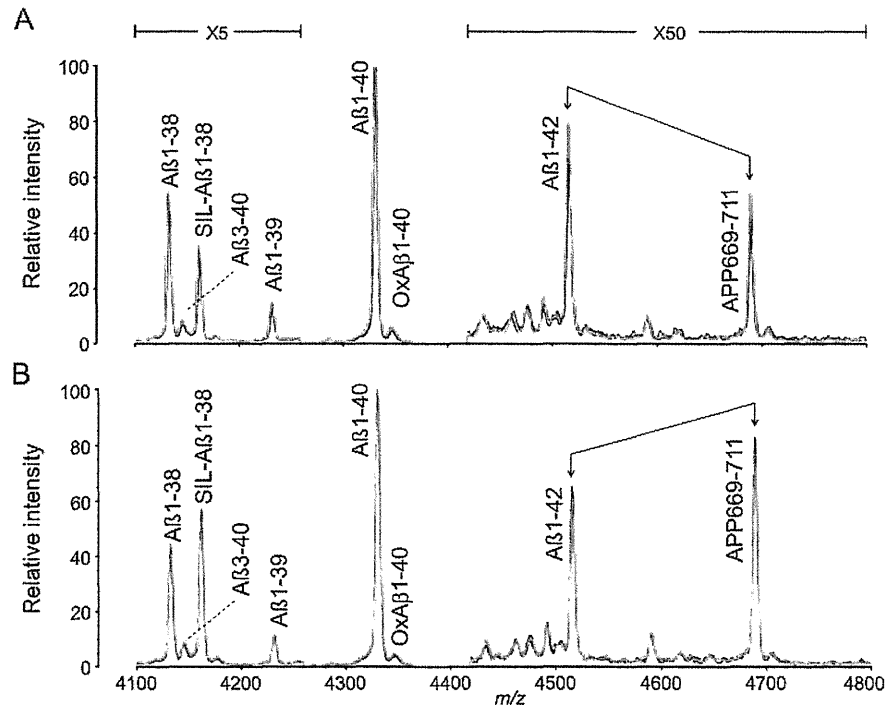 A
X5
X50
Relative intensity
100
80
60
40
20
0
Aß1-38
SIL-Aß1-38
Aß3-40
Aß1-39
Aß1-40
OxAβ1-40
Aß1-42
APP669-711
B
Relative intensity
100
80
60
40
20
0
Aß1-38
SIL-Aß1-38
Aß3-40
Aß1-39
Aß1-40
OxAβ1-40
Aß1-42
APP669-711
4100
4200
4300
4400
4500
4600
4700
4800
m/z